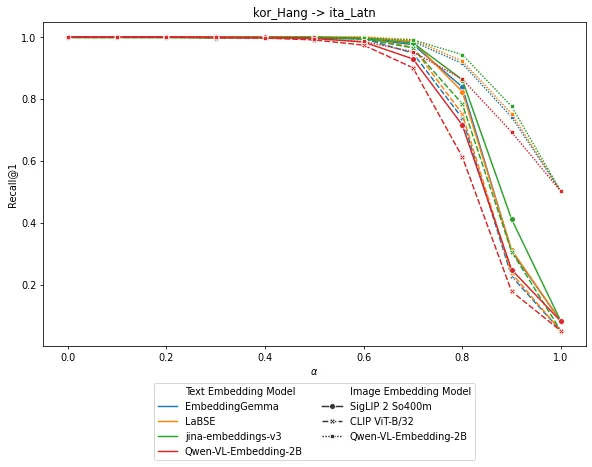 kor_Hang -> ita_Latn
1.0
0.8
0.6
0.4
0.2
Recall@1
0.0 0.2 0.4 0.6 0.8 1.0
α
Text Embedding Model
EmbeddingGemma
LaBSE
jina-embeddings-v3
Qwen-VL-Embedding-2B
Image Embedding Model
SigLIP 2 So400m
CLIP ViT-B/32
Qwen-VL-Embedding-2B